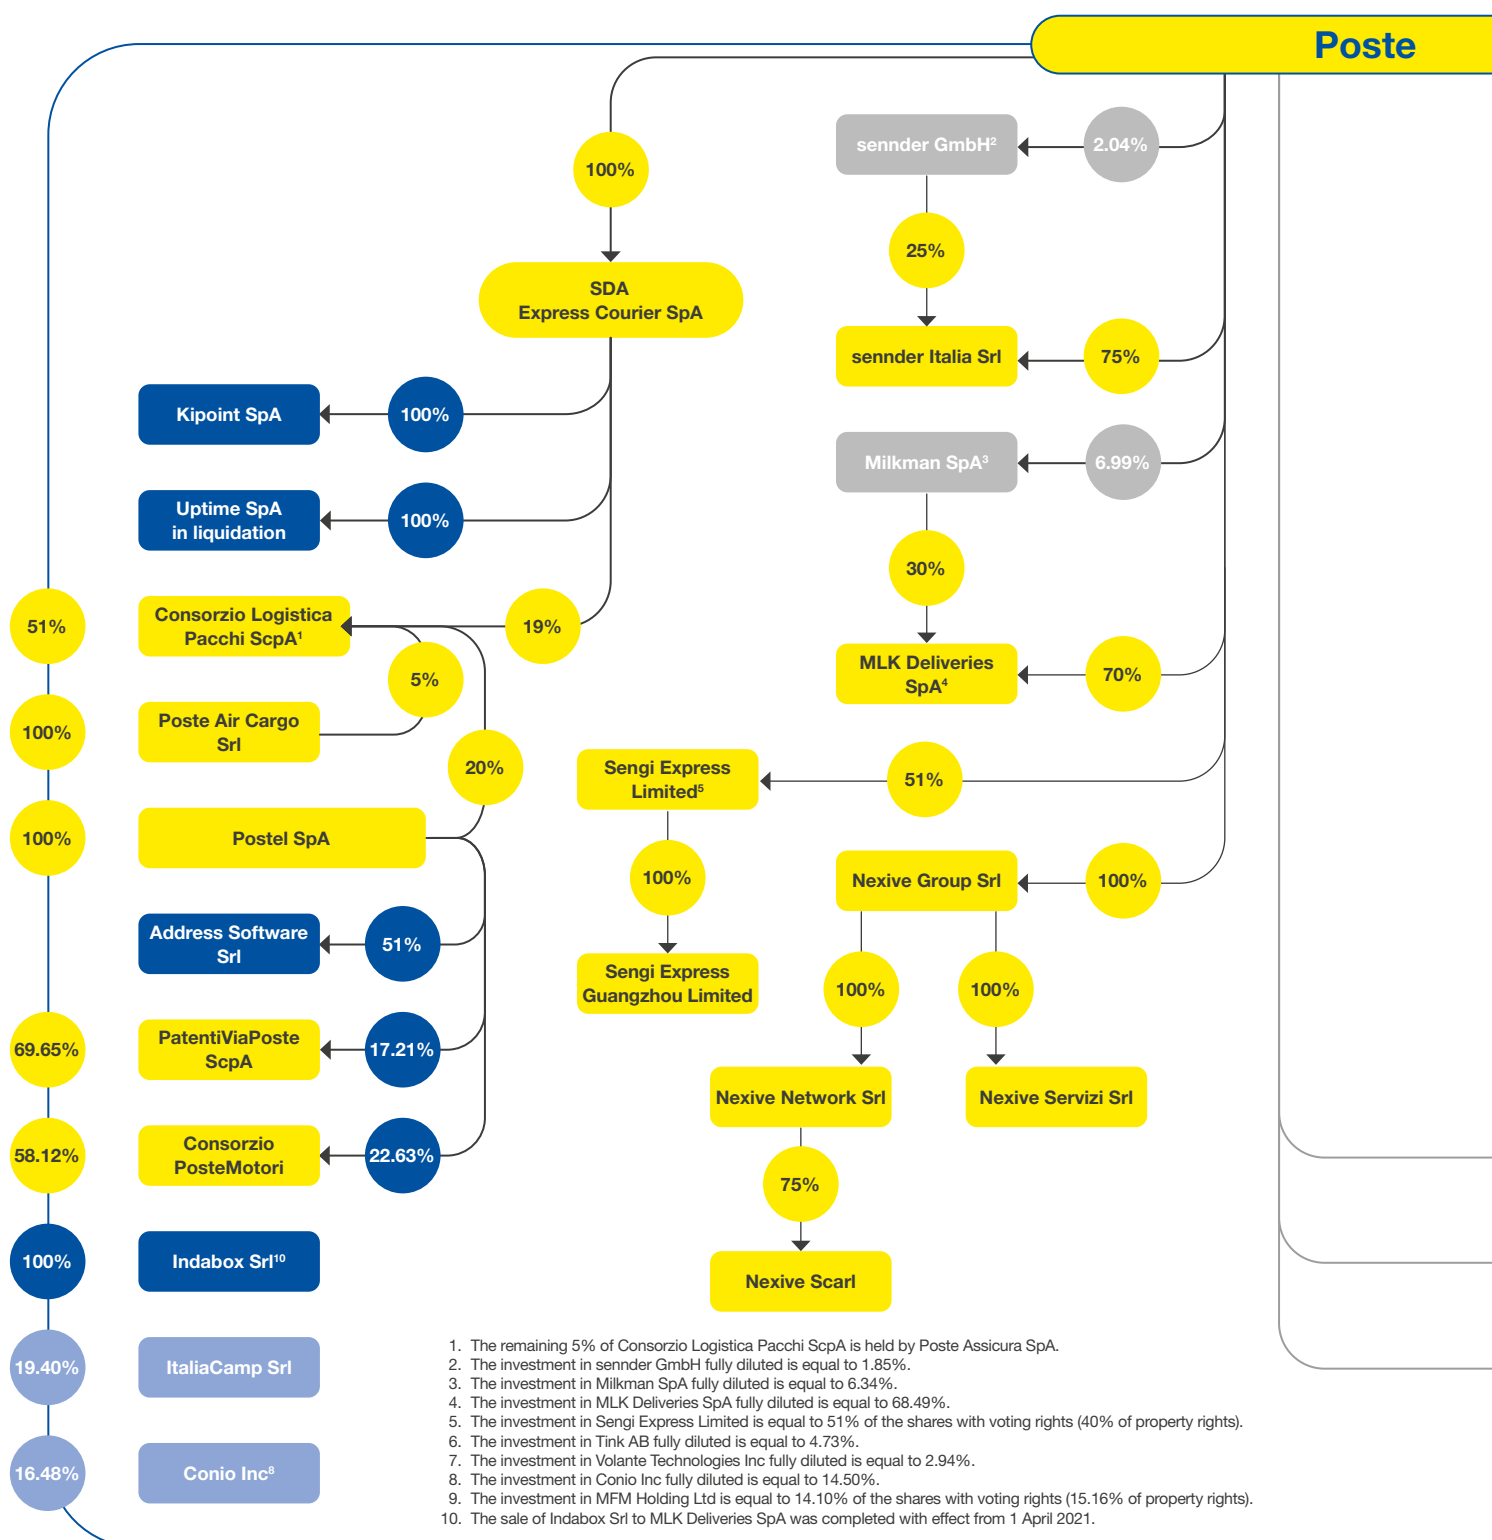 Poste
sennder GmbH²
2.04%
100%
25%
SDA
Express Courier SpA
sennder Italia Srl
75%
Kipoint SpA
100%
Milkman SpA³
6.99%
Uptime SpA
in liquidation
100%
30%
51%
Consorzio Logistica
Pacchi ScpA¹
19%
5%
MLK Deliveries
SpA⁴
70%
100%
Poste Air Cargo
Srl
20%
Sengi Express
Limited⁵
51%
100%
Postel SpA
100%
Nexive Group Srl
100%
Address Software
Srl
51%
Sengi Express
Guangzhou Limited
100%
100%
69.65%
PatentiViaPoste
ScpA
17.21%
Nexive Network Srl
Nexive Servizi Srl
58.12%
Consorzio
PosteMotori
22.63%
75%
100%
Indabox Srl¹⁰
Nexive Scarl
19.40%
ItaliaCamp Srl
16.48%
Conio Inc⁸
1. The remaining 5% of Consorzio Logistica Pacchi ScpA is held by Poste Assicura SpA.
2. The investment in sennder GmbH fully diluted is equal to 1.85%.
3. The investment in Milkman SpA fully diluted is equal to 6.34%.
4. The investment in MLK Deliveries SpA fully diluted is equal to 68.49%.
5. The investment in Sengi Express Limited is equal to 51% of the shares with voting rights (40% of property rights).
6. The investment in Tink AB fully diluted is equal to 4.73%.
7. The investment in Volante Technologies Inc fully diluted is equal to 2.94%.
8. The investment in Conio Inc fully diluted is equal to 14.50%.
9. The investment in MFM Holding Ltd is equal to 14.10% of the shares with voting rights (15.16% of property rights).
10. The sale of Indabox Srl to MLK Deliveries SpA was completed with effect from 1 April 2021.